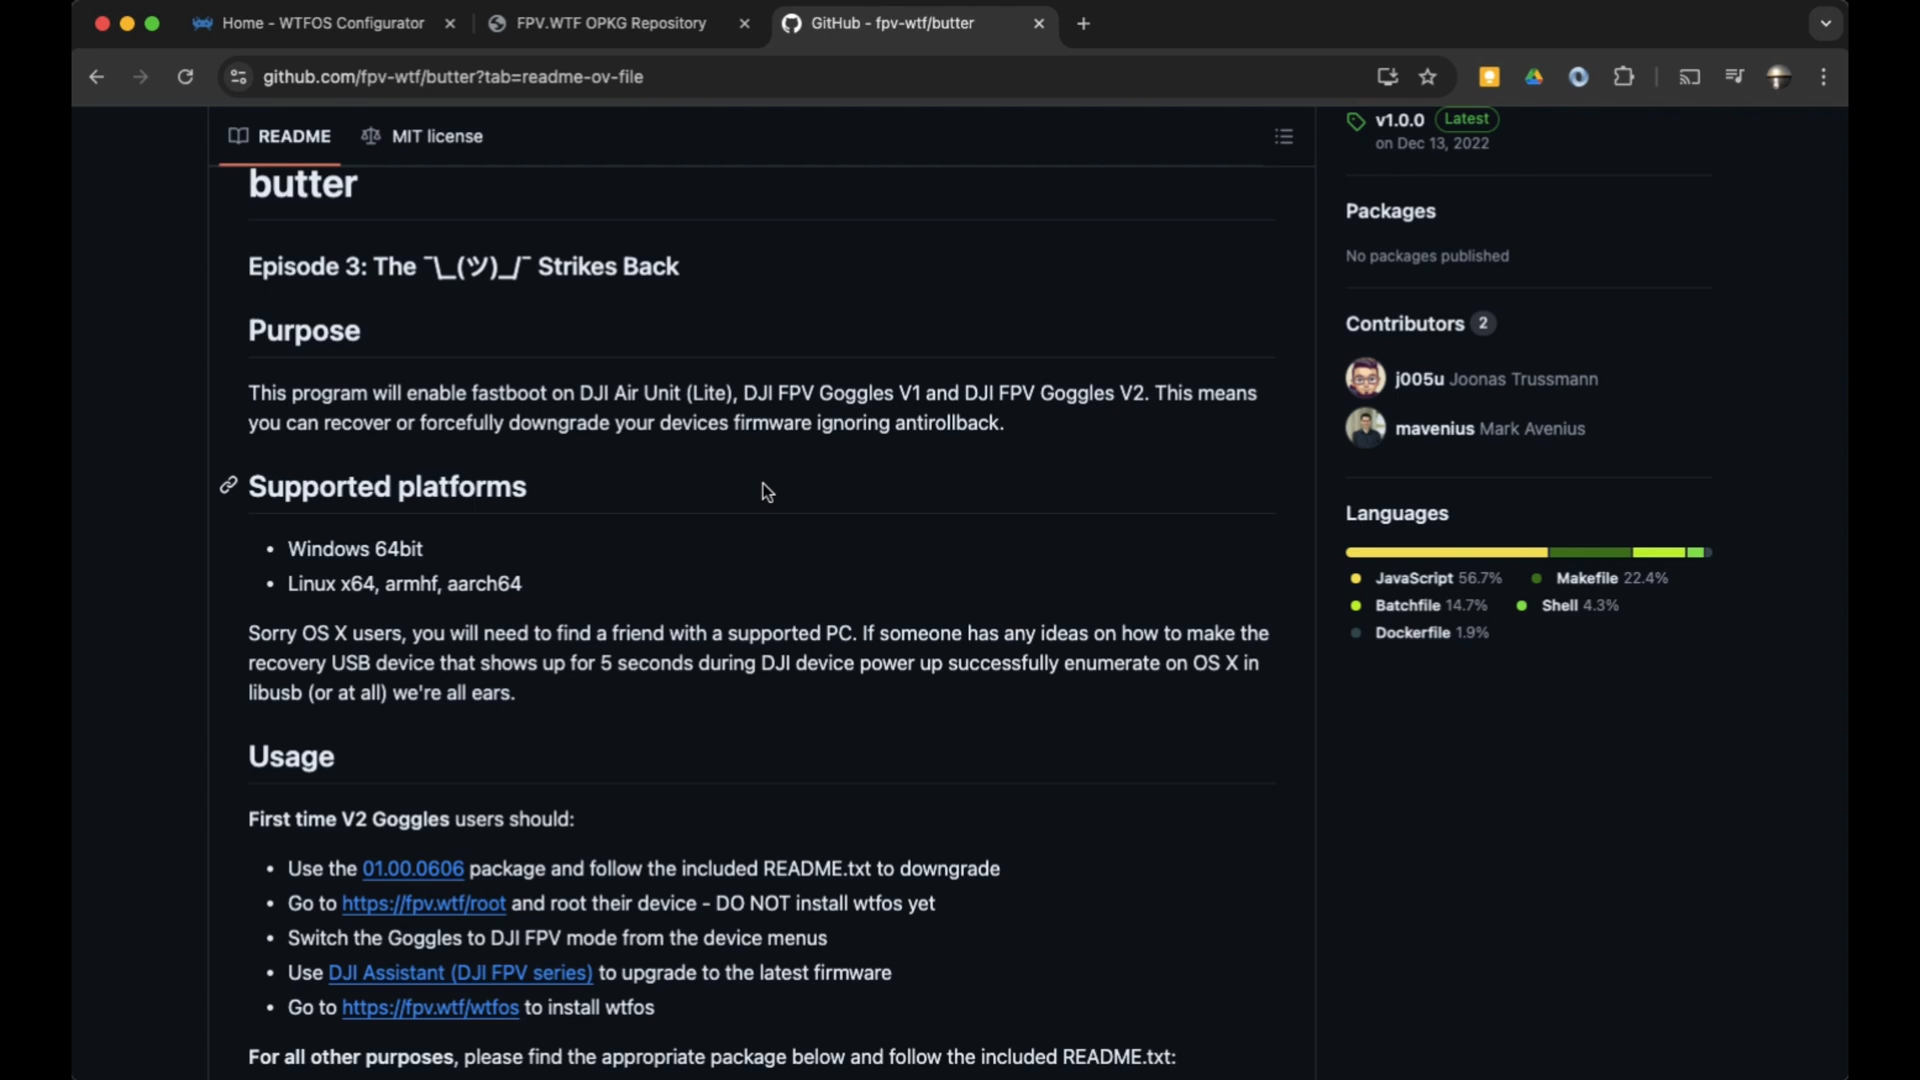 Home - WTFOS Configurator
FPV.WTF OPKG Repository
GitHub - fpv-wtf/butter
github.com/fpv-wtf/butter?tab=readme-ov-file
README
MIT license
butter
Episode 3: The ¯\_(ツ)_/¯ Strikes Back
Purpose
This program will enable fastboot on DJI Air Unit (Lite), DJI FPV Goggles V1 and DJI FPV Goggles V2. This means
you can recover or forcefully downgrade your devices firmware ignoring antirollback.
Supported platforms
• Windows 64bit
• Linux x64, armhf, aarch64
Sorry OS X users, you will need to find a friend with a supported PC. If someone has any ideas on how to make the
recovery USB device that shows up for 5 seconds during DJI device power up successfully enumerate on OS X in
libusb (or at all) we're all ears.
Usage
First time V2 Goggles users should:
• Use the 01.00.0606 package and follow the included README.txt to downgrade
• Go to https://fpv.wtf/root and root their device - DO NOT install wtfos yet
• Switch the Goggles to DJI FPV mode from the device menus
• Use DJI Assistant (DJI FPV series) to upgrade to the latest firmware
• Go to https://fpv.wtf/wtfos to install wtfos
For all other purposes, please find the appropriate package below and follow the included README.txt:
v1.0.0 Latest
on Dec 13, 2022
Packages
No packages published
Contributors 2
j005u Joonas Trussmann
mavenius Mark Avenius
Languages
JavaScript 56.7% Makefile 22.4%
Batchfile 14.7% Shell 4.3%
Dockerfile 1.9%